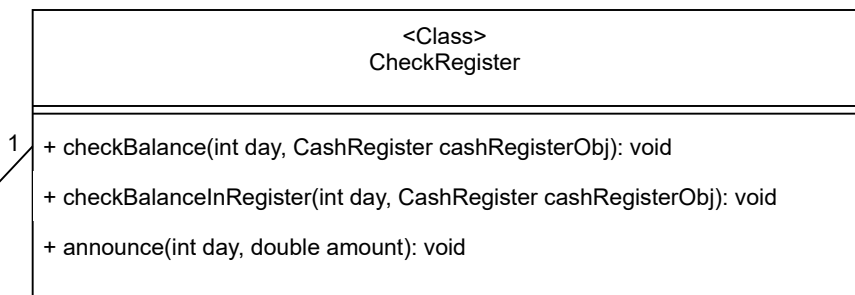 <Class>
CheckRegister
1
+ checkBalance(int day, CashRegister cashRegisterObj): void
+ checkBalanceInRegister(int day, CashRegister cashRegisterObj): void
+ announce(int day, double amount): void